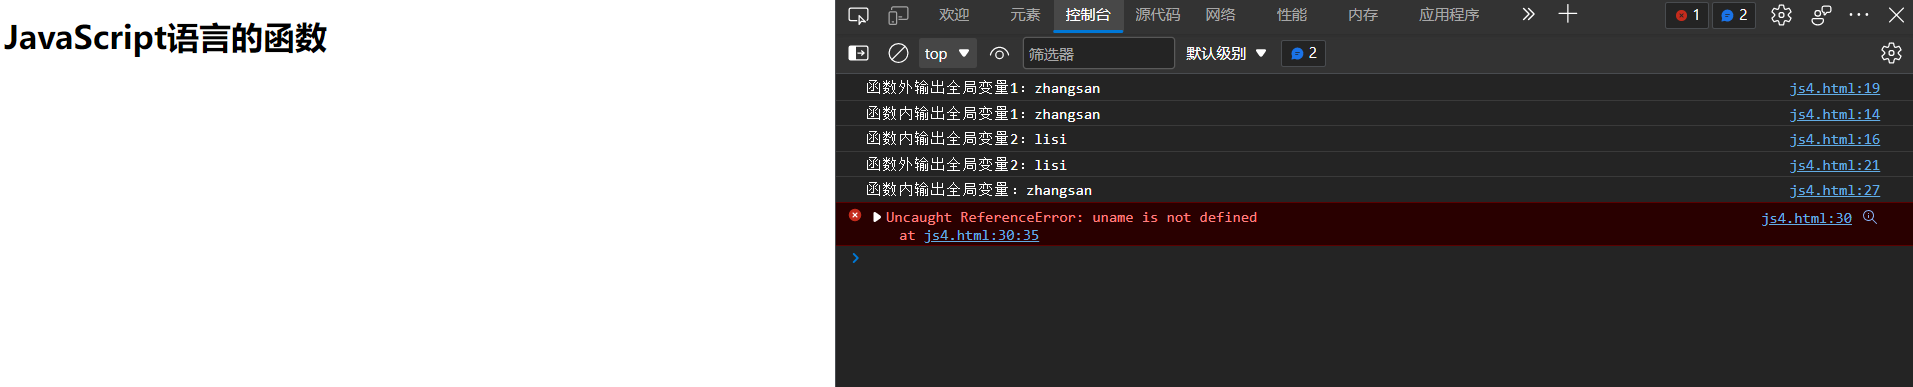 JavaScript语言的函数
欢迎 元素 控制台 源代码 网络 性能 内存 应用程序 1 2
top 筛选器 默认级别 2
函数外输出全局变量1: zhangsan js4.html:19
函数内输出全局变量1: zhangsan js4.html:14
函数内输出全局变量2: lisi js4.html:16
函数外输出全局变量2: lisi js4.html:21
函数内输出全局变量：zhangsan js4.html:27
Uncaught ReferenceError: uname is not defined js4.html:30
at js4.html:30:35